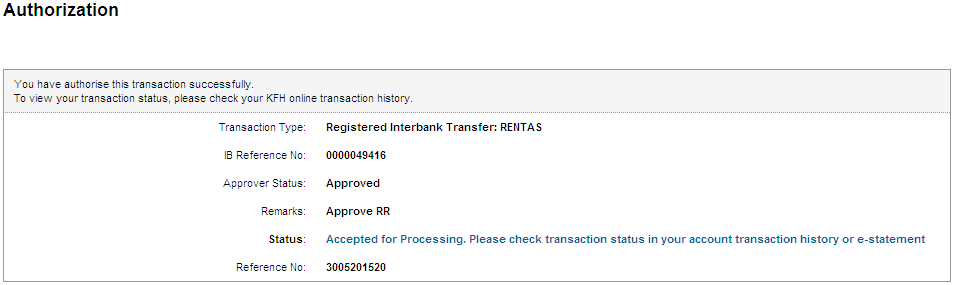 Authorization
You have authorise this transaction successfully.
To view your transaction status, please check your KFH online transaction history.
Transaction Type: Registered Interbank Transfer: RENTAS
IB Reference No: 0000049416
Approver Status: Approved
Remarks: Approve RR
Status: Accepted for Processing. Please check transaction status in your account transaction history or e-statement
Reference No: 3005201520